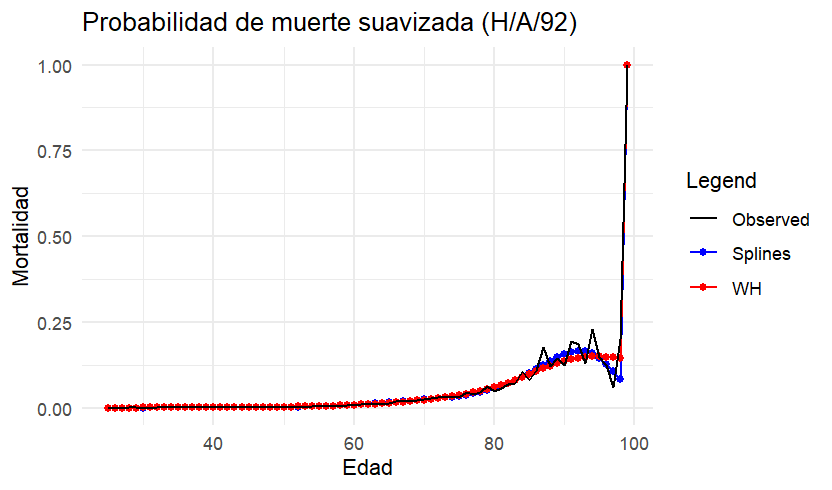 Probabilidad de muerte suavizada (H/A/92)
1.00
0.75
0.50
0.25
0.00
Mortalidad
40
60
80
100
Edad
Legend
Observed
Splines
WH